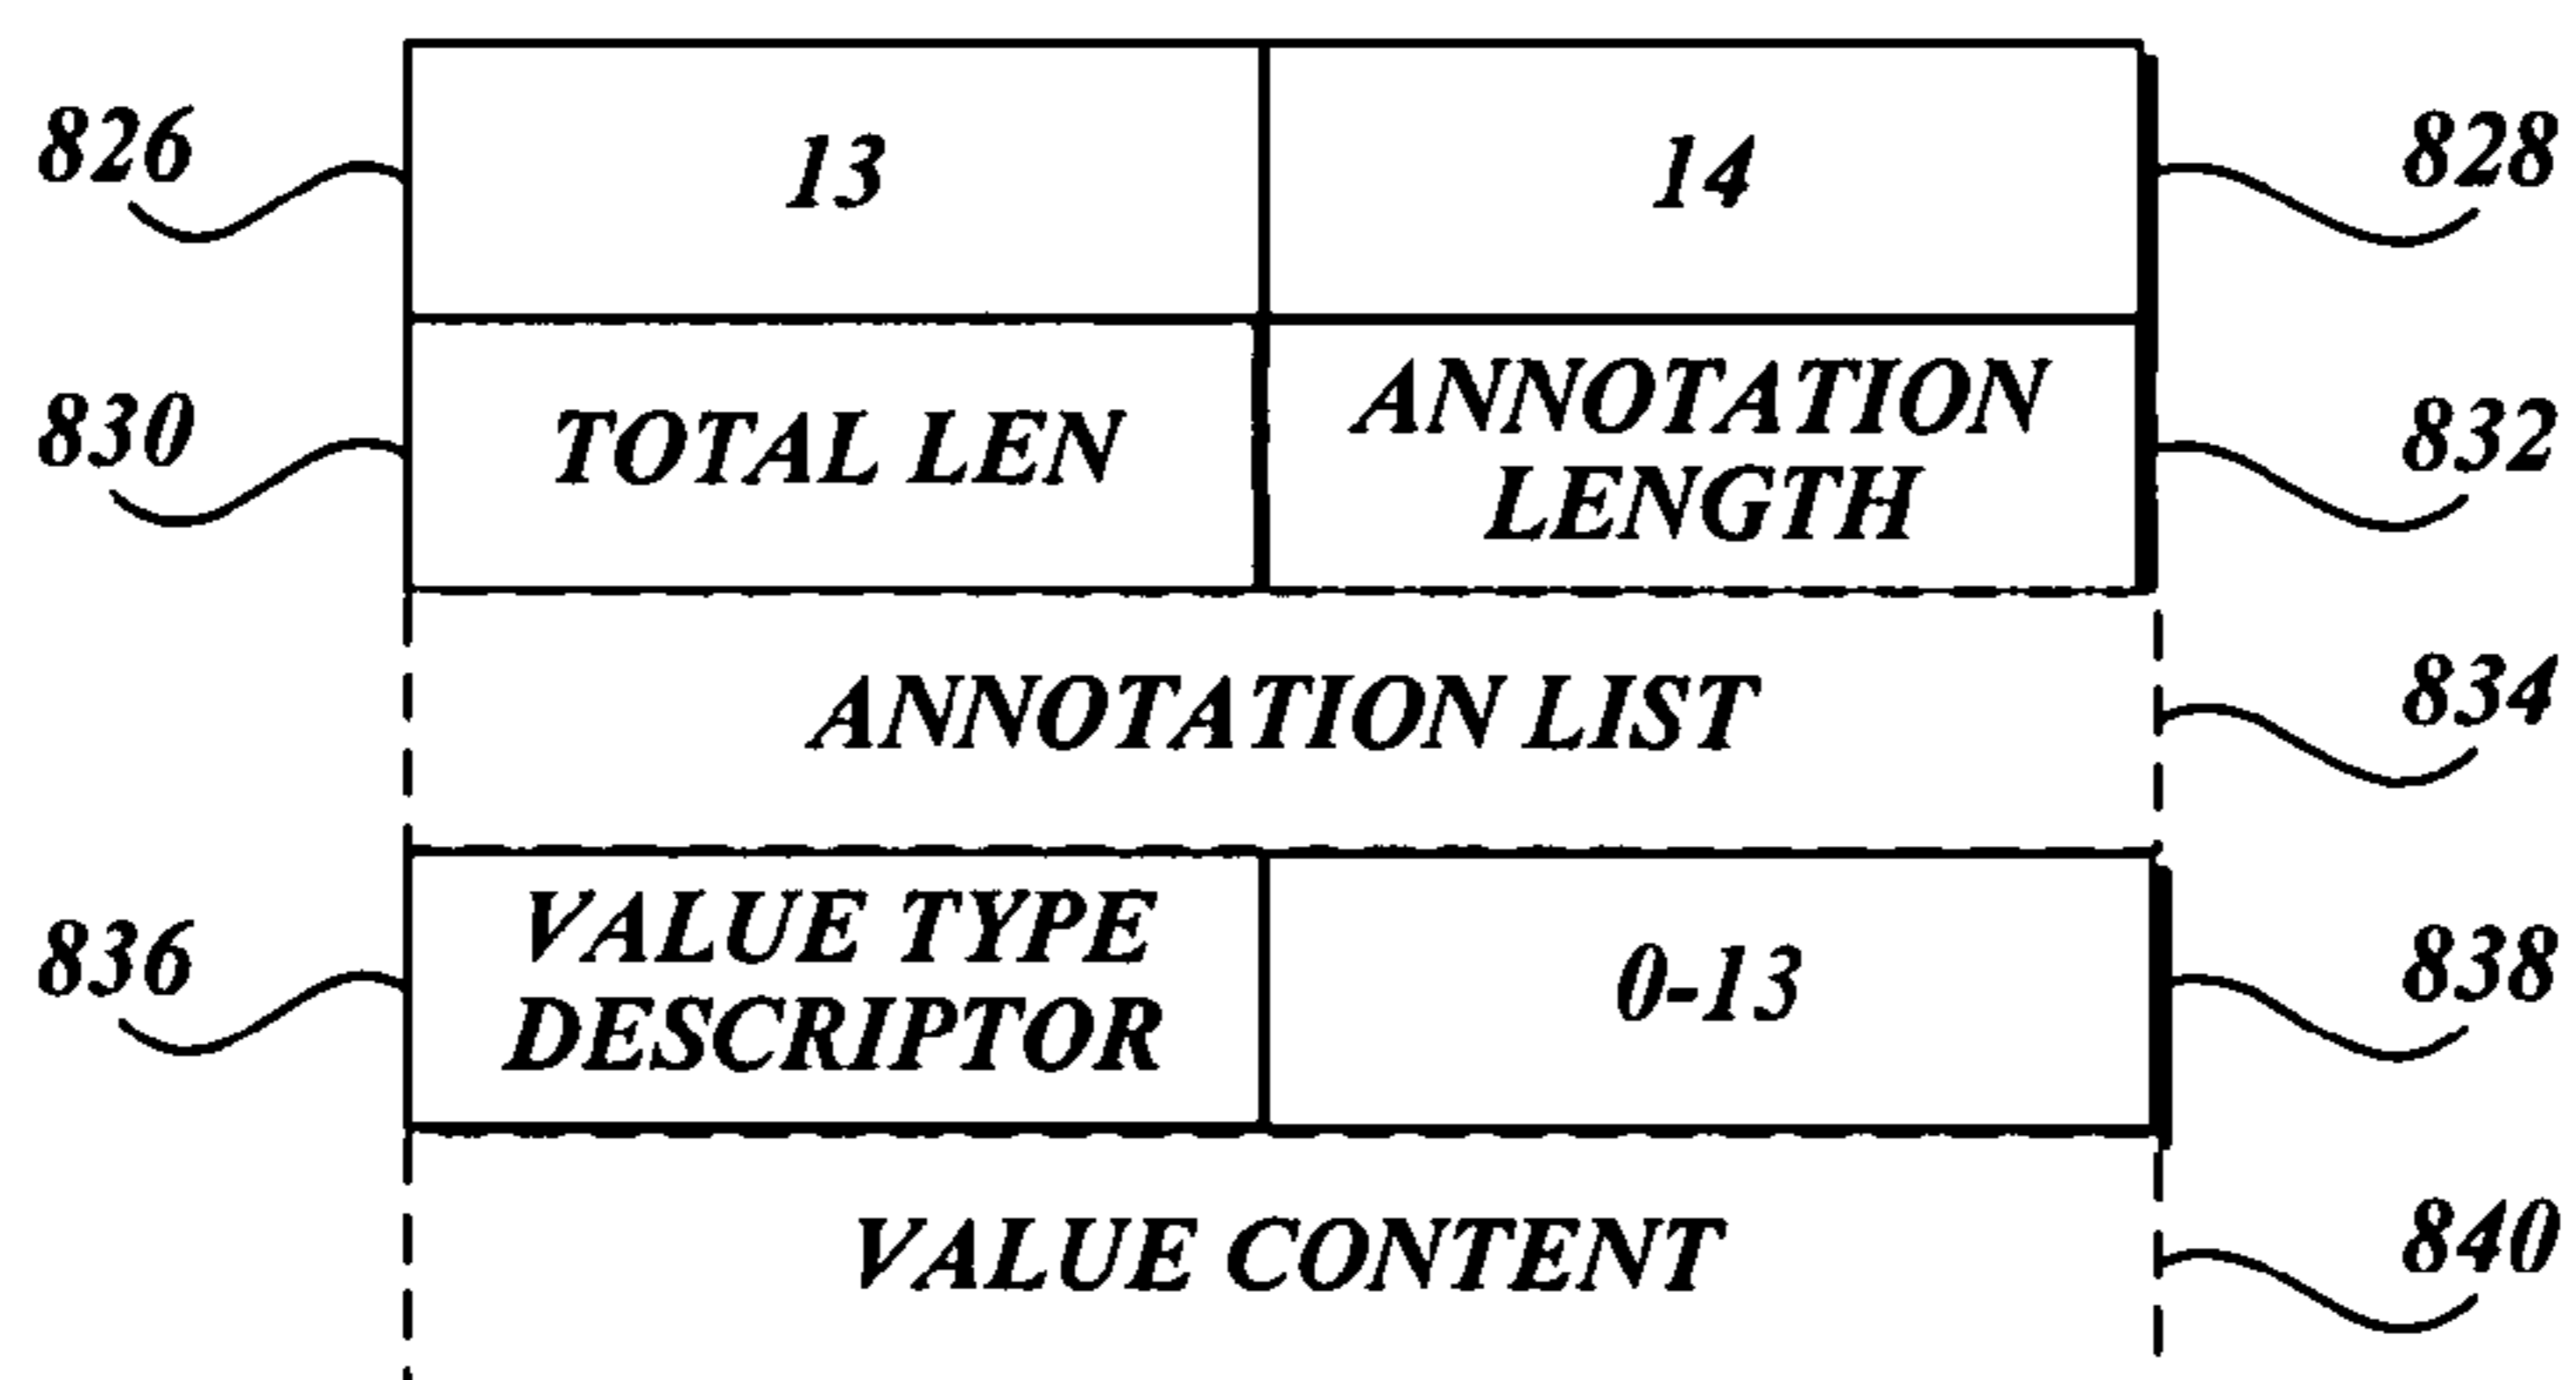 826 13 14 828
830 TOTAL LEN ANNOTATION LENGTH 832
ANNOTATION LIST 834
836 VALUE TYPE DESCRIPTOR 0-13 838
VALUE CONTENT 840